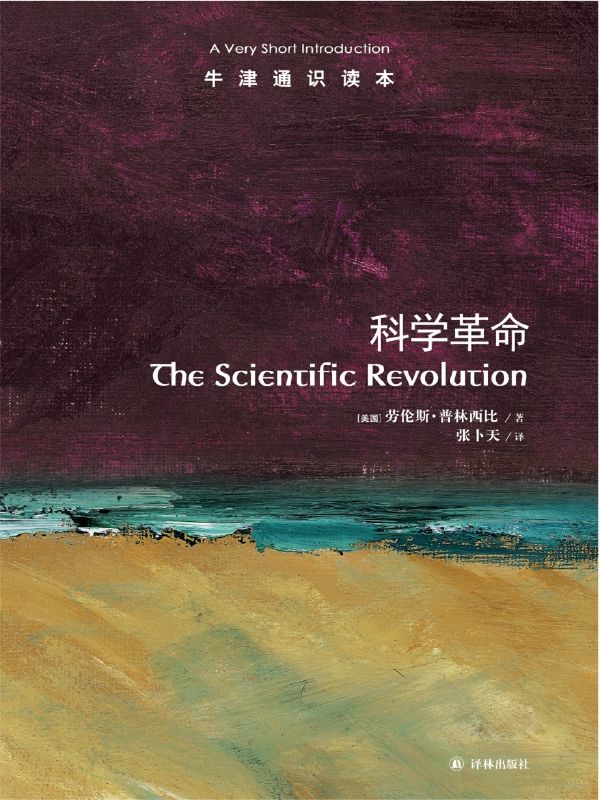 A Very Short Introduction
牛津通识读本
科学革命
The Scientific Revolution
[美国] 劳伦斯·普林西比 / 著
张卜天 / 译
译林出版社